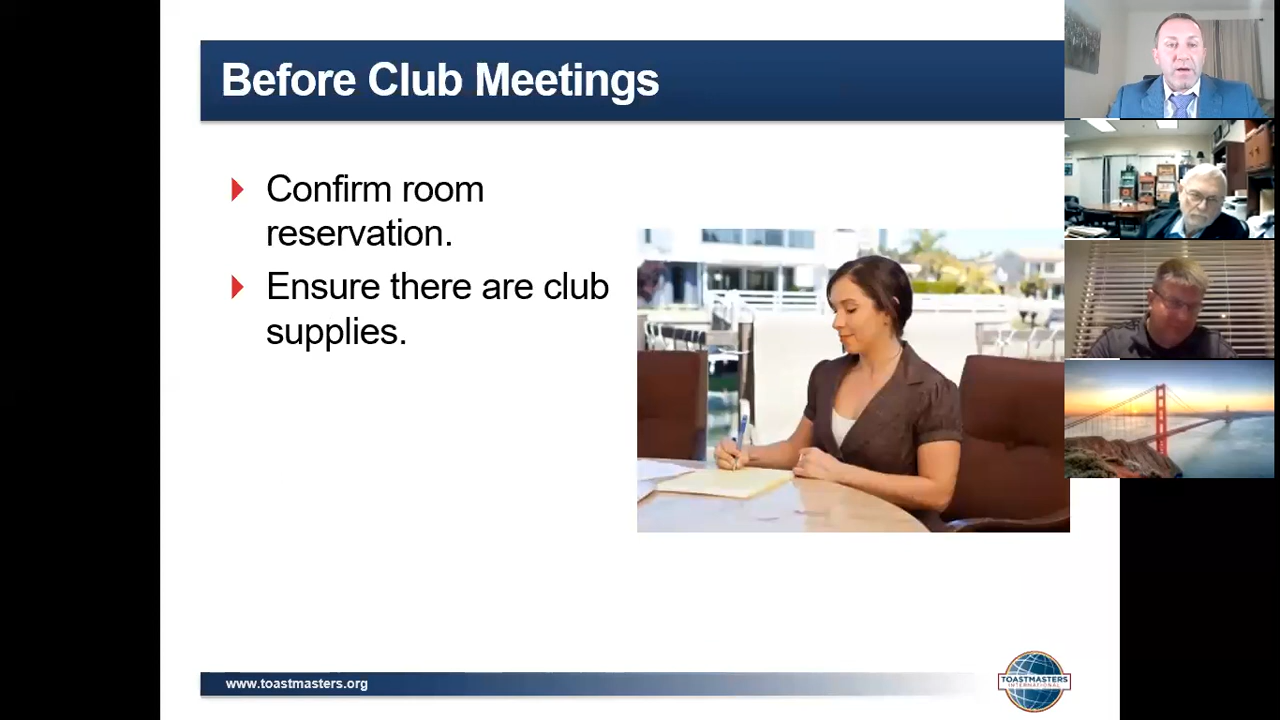 Before Club Meetings
Confirm room
reservation.
Ensure there are club
supplies.
www.toastmasters.org
TOASTMASTERS
INTERNATIONAL